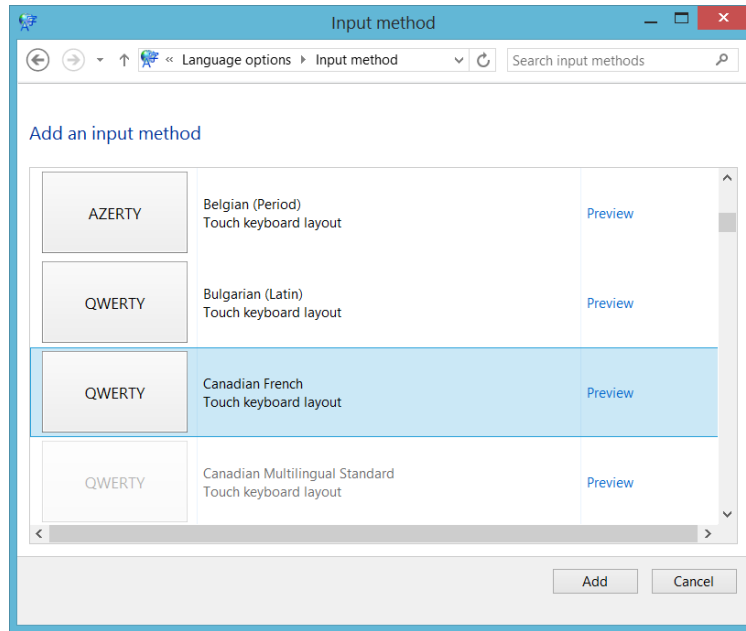 Input method
« Language options Input method
Search input methods
Add an input method
AZERTY
Belgian (Period)
Touch keyboard layout
Preview
QWERTY
Bulgarian (Latin)
Touch keyboard layout
Preview
QWERTY
Canadian French
Touch keyboard layout
Preview
QWERTY
Canadian Multilingual Standard
Touch keyboard layout
Preview
Add
Cancel